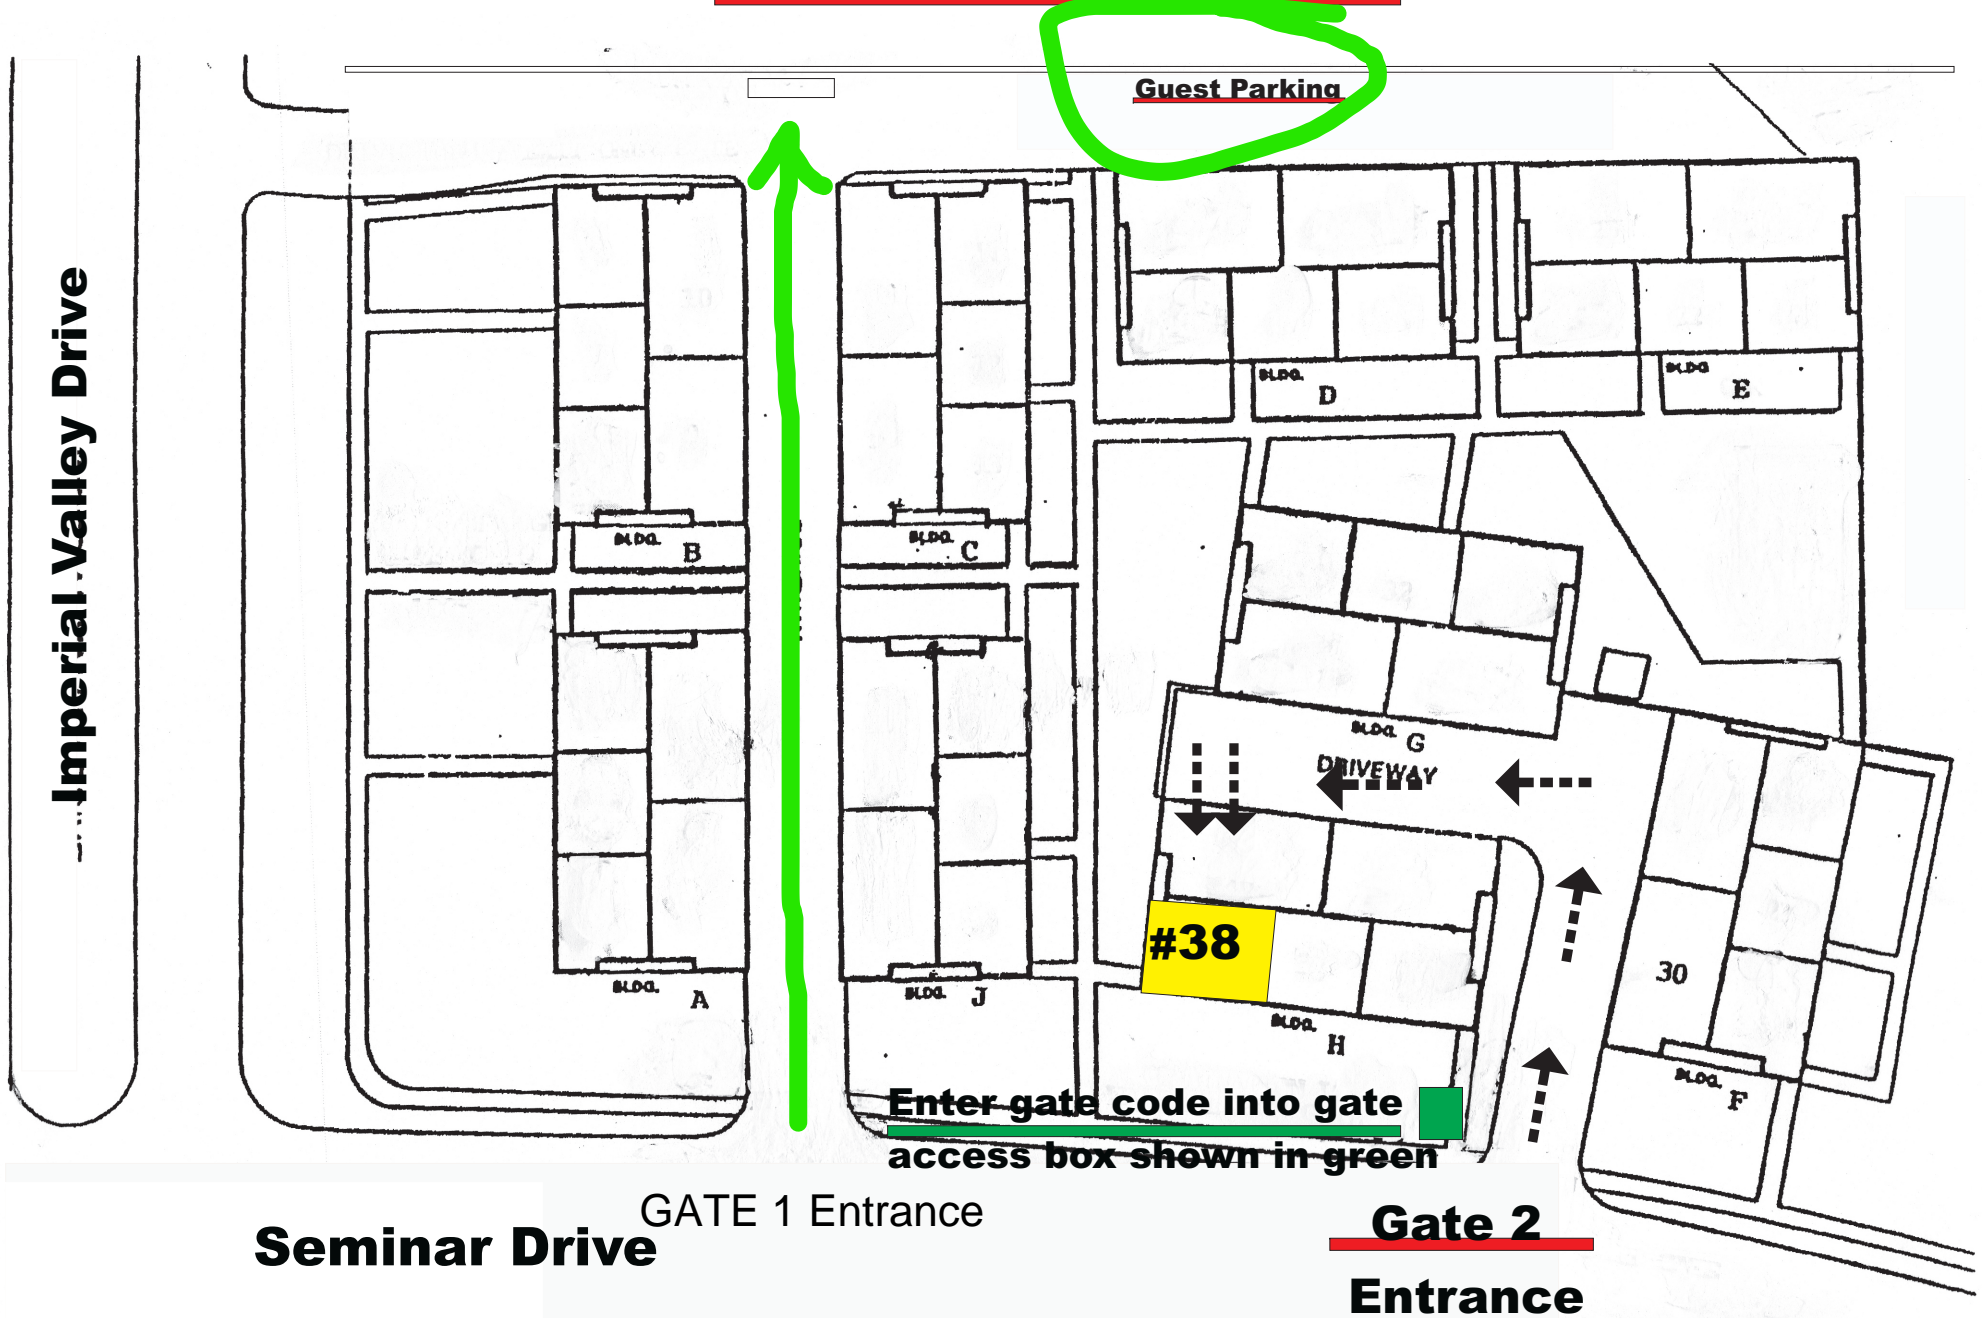 Guest Parking
Imperial Valley Drive
BLDG. D
BLDG E
BLDG. B
BLDG. C
BLDG. G
DRIVEWAY
#38
30
BLDG. A
BLDG. J
BLDG. H
BLDG. F
Enter gate code into gate
access box shown in green
GATE 1 Entrance
Seminar Drive
Gate 2
Entrance